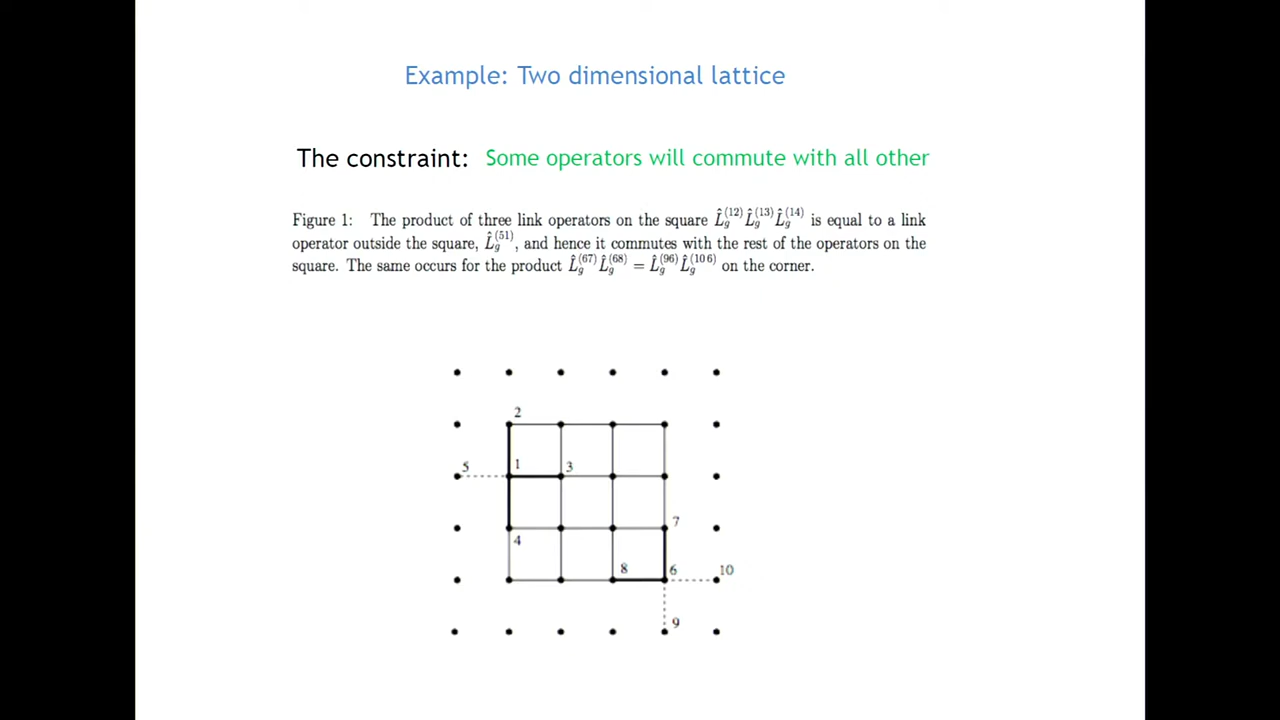 Example: Two dimensional lattice
The constraint: Some operators will commute with all other
Figure 1: The product of three link operators on the square L̂_g^(12) L̂_g^(13) L̂_g^(14) is equal to a link
operator outside the square, L̂_g^(51), and hence it commutes with the rest of the operators on the
square. The same occurs for the product L̂_g^(67) L̂_g^(68) = L̂_g^(96) L̂_g^(10 6) on the corner.
2
5 1 3
7
4
8 6 10
9